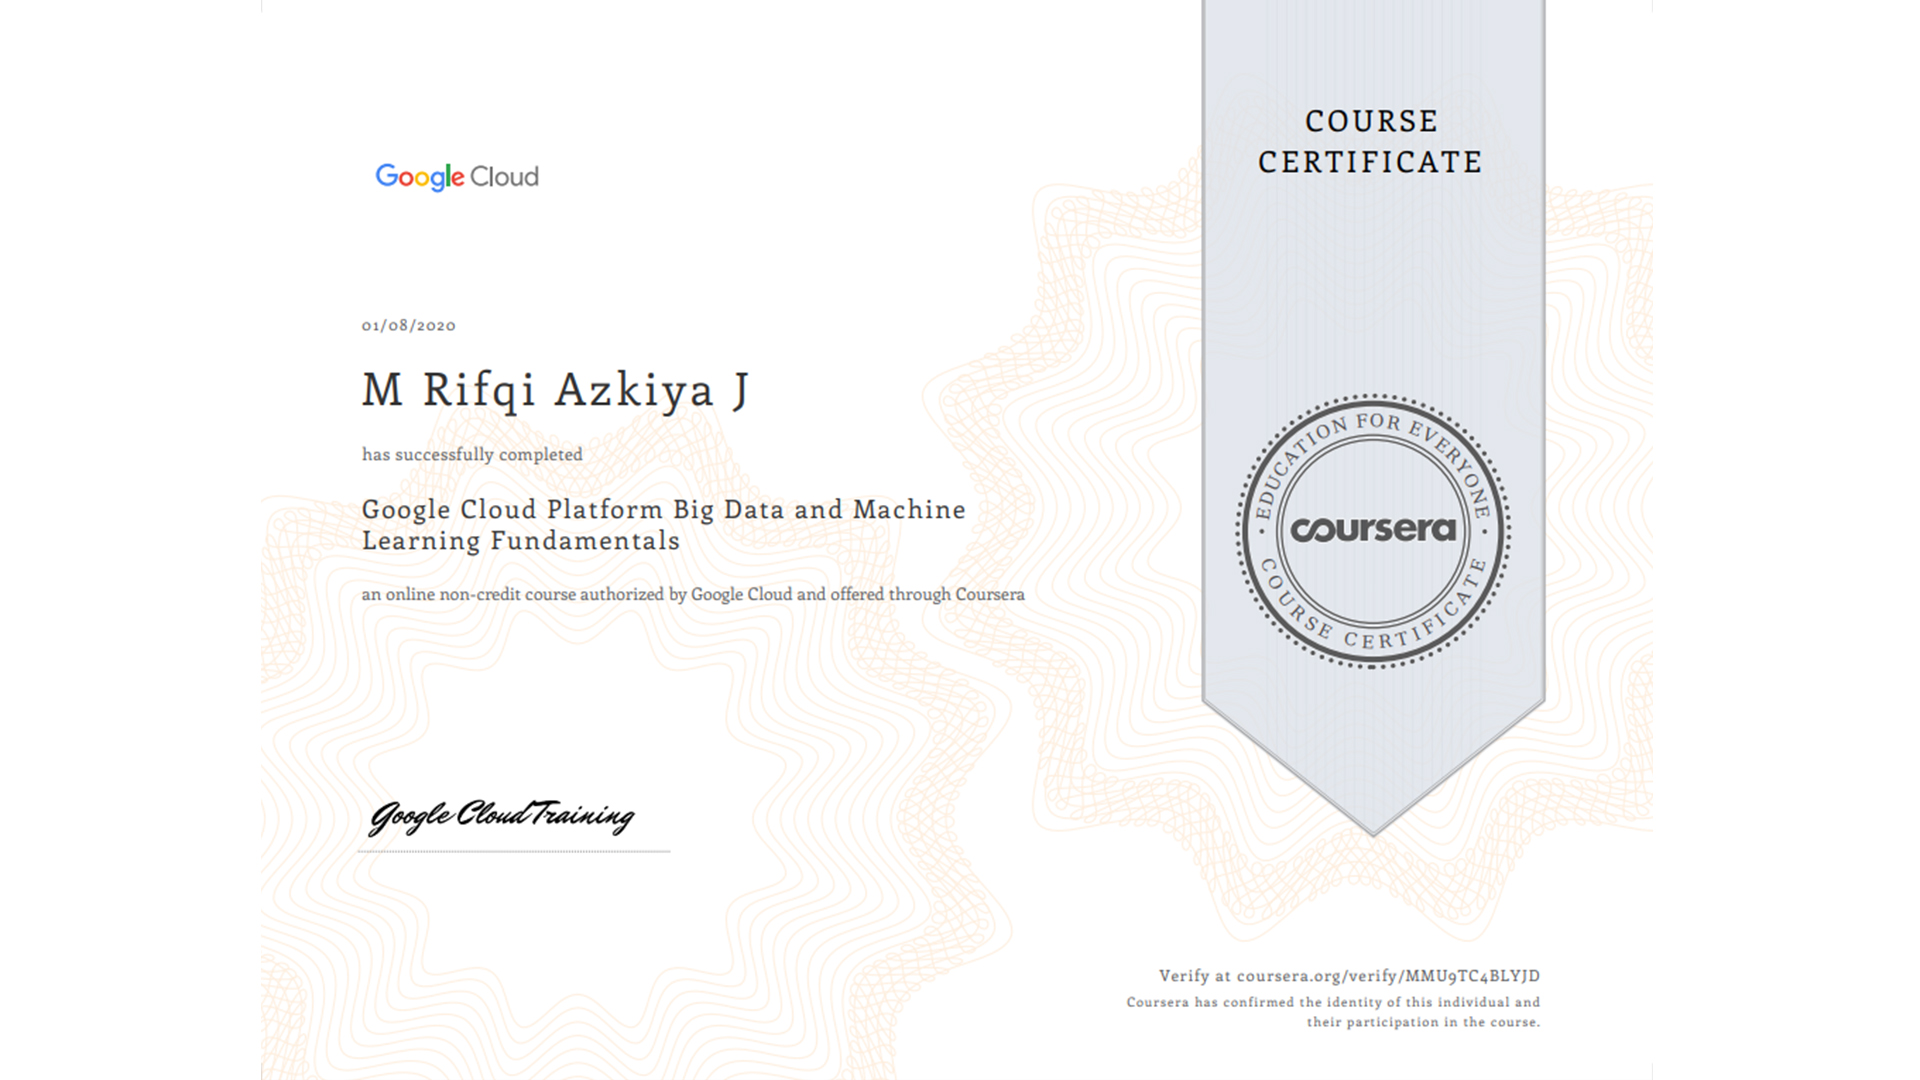 Google Cloud
01/08/2020
M Rifqi Azkiya J
has successfully completed
Google Cloud Platform Big Data and Machine
Learning Fundamentals
an online non-credit course authorized by Google Cloud and offered through Coursera
Google Cloud Training
COURSE
CERTIFICATE
EDUCATION FOR EVERYONE
coursera
COURSE CERTIFICATE
Verify at coursera.org/verify/MMU9TC4BLYJD
Coursera has confirmed the identity of this individual and
their participation in the course.